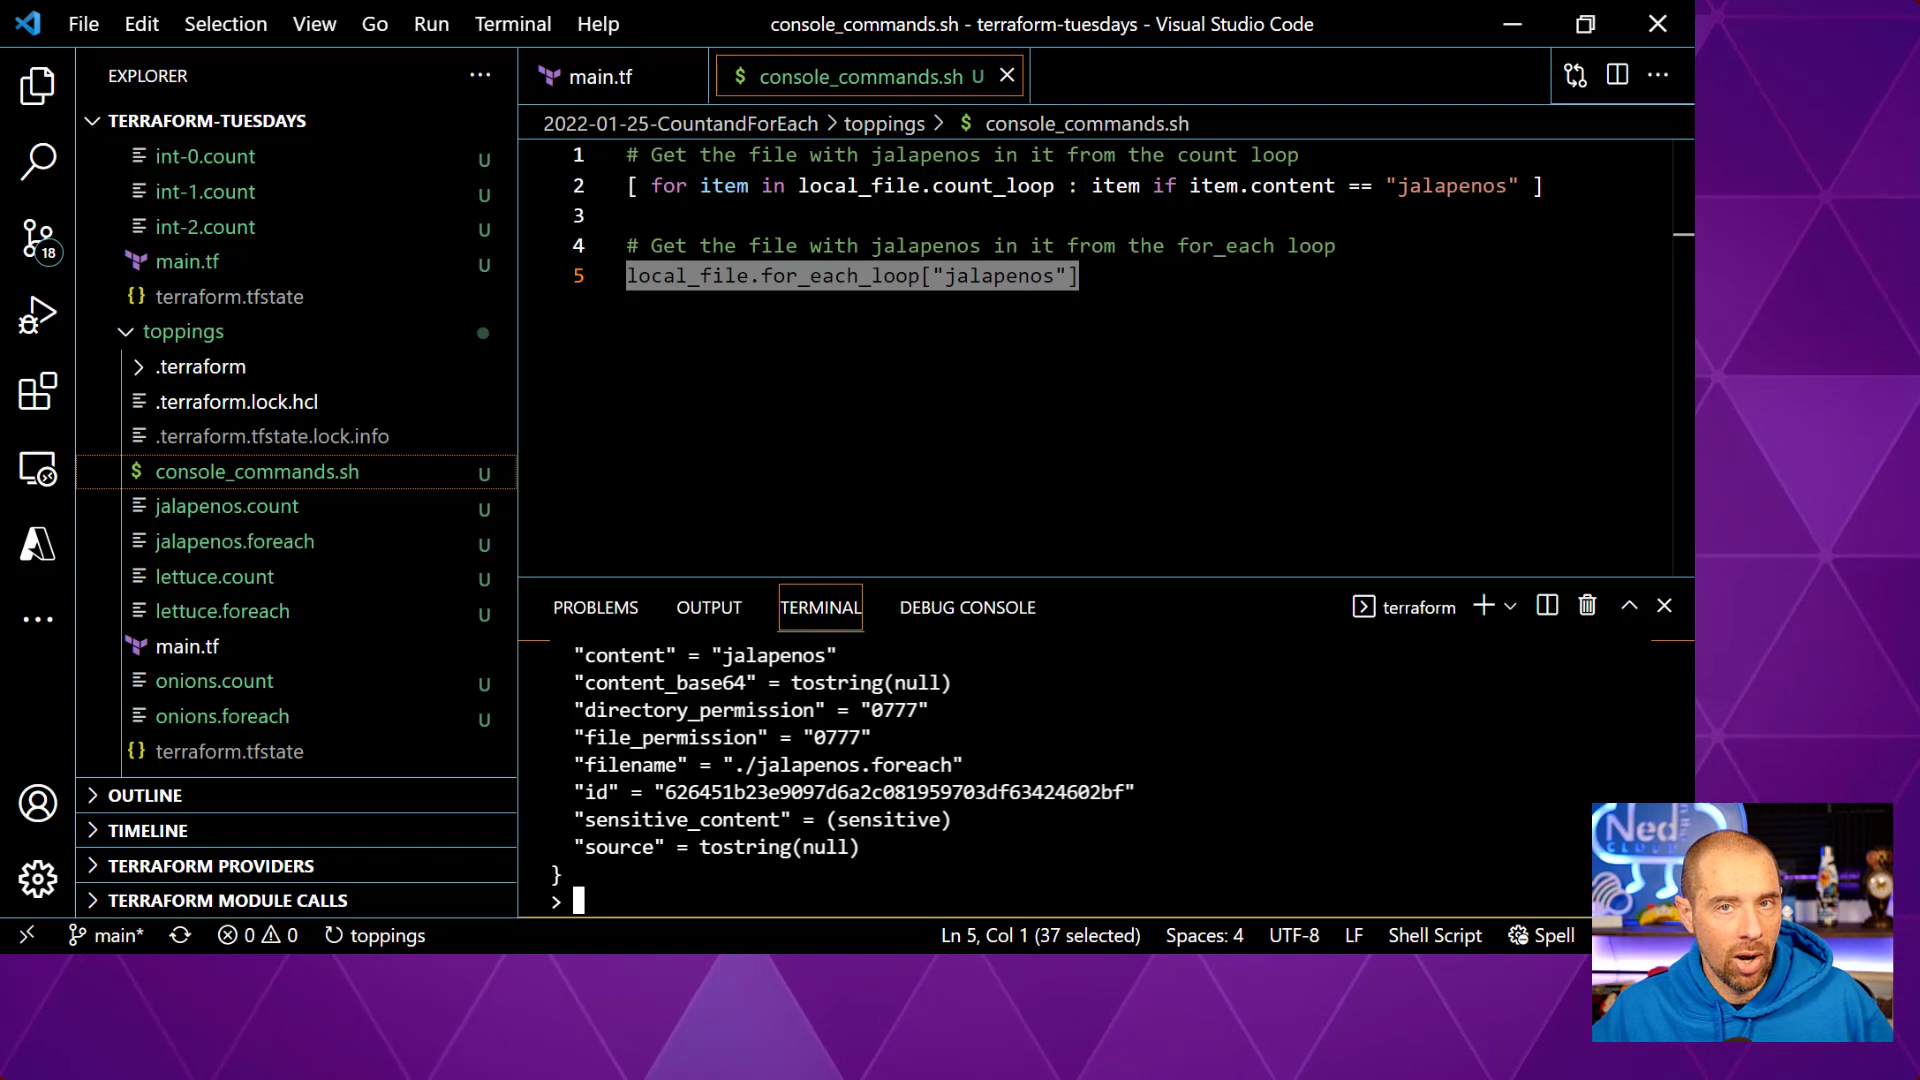 File Edit Selection View Go Run Terminal Help
console_commands.sh - terraform-tuesdays - Visual Studio Code
EXPLORER
TERRAFORM-TUESDAYS
int-0.count U
int-1.count U
int-2.count U
main.tf U
{} terraform.tfstate
toppings
.terraform
.terraform.lock.hcl
.terraform.tfstate.lock.info
$ console_commands.sh U
jalapenos.count U
jalapenos.foreach U
lettuce.count U
lettuce.foreach U
main.tf
onions.count U
onions.foreach U
{} terraform.tfstate
OUTLINE
TIMELINE
TERRAFORM PROVIDERS
TERRAFORM MODULE CALLS
18
main.tf
$ console_commands.sh U
2022-01-25-CountandForEach > toppings > $ console_commands.sh
1 # Get the file with jalapenos in it from the count loop
2 [ for item in local_file.count_loop : item if item.content == "jalapenos" ]
3
4 # Get the file with jalapenos in it from the for_each loop
5 local_file.for_each_loop["jalapenos"]
PROBLEMS OUTPUT TERMINAL DEBUG CONSOLE
terraform
"content" = "jalapenos"
"content_base64" = tostring(null)
"directory_permission" = "0777"
"file_permission" = "0777"
"filename" = "./jalapenos.foreach"
"id" = "626451b23e9097d6a2c081959703df63424602bf"
"sensitive_content" = (sensitive)
"source" = tostring(null)
}
>
main* 0 0 toppings
Ln 5, Col 1 (37 selected) Spaces: 4 UTF-8 LF Shell Script Spell
Ned